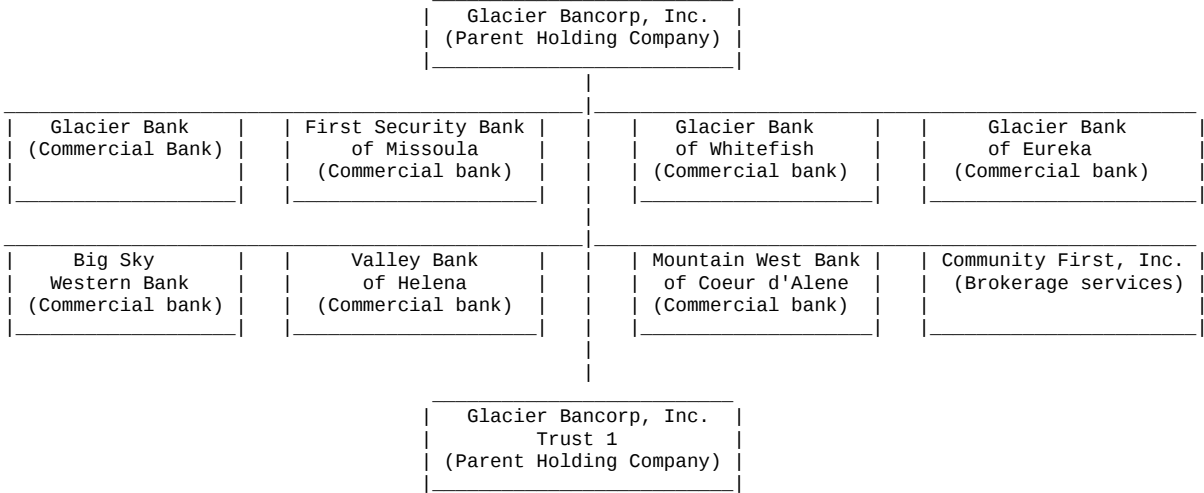 Glacier Bancorp, Inc.
(Parent Holding Company)
Glacier Bank
(Commercial Bank)
First Security Bank
of Missoula
(Commercial bank)
Glacier Bank
of Whitefish
(Commercial bank)
Glacier Bank
of Eureka
(Commercial bank)
Big Sky
Western Bank
(Commercial bank)
Valley Bank
of Helena
(Commercial bank)
Mountain West Bank
of Coeur d'Alene
(Commercial bank)
Community First, Inc.
(Brokerage services)
Glacier Bancorp, Inc.
Trust 1
(Parent Holding Company)